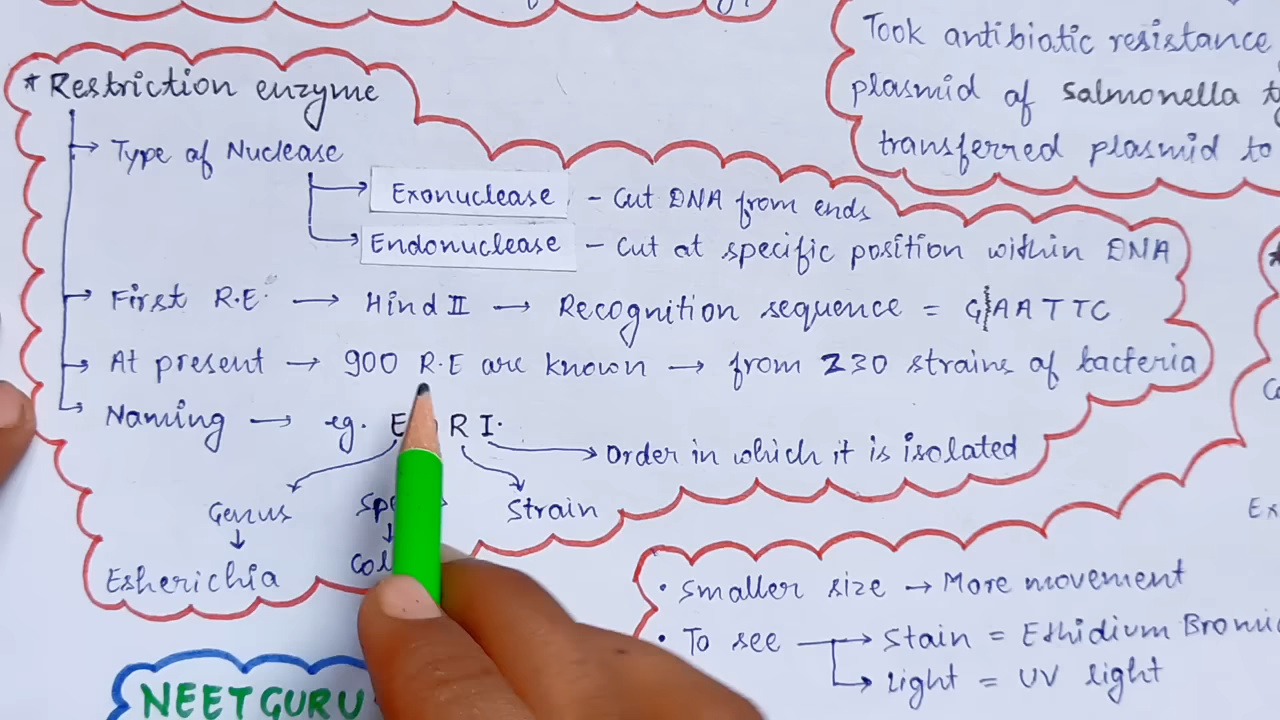 Took antibiotic resistance
plasmid of Salmonella
transferred plasmid to
* Restriction enzyme
→ Type of Nuclease
→ Exonuclease - Cut DNA from ends
→ Endonuclease - Cut at specific position within DNA
→ First R.E. → Hind II → Recognition sequence = G AATTC
→ At present → 900 R.E are known → from 230 strains of bacteria
→ Naming → eg. E R I.
→ Order in which it is isolated
Genus
Strain
Esherichia
• Smaller size → More movement
• To see → Stain = Ethidium
→ Light = UV light
NEETGURU